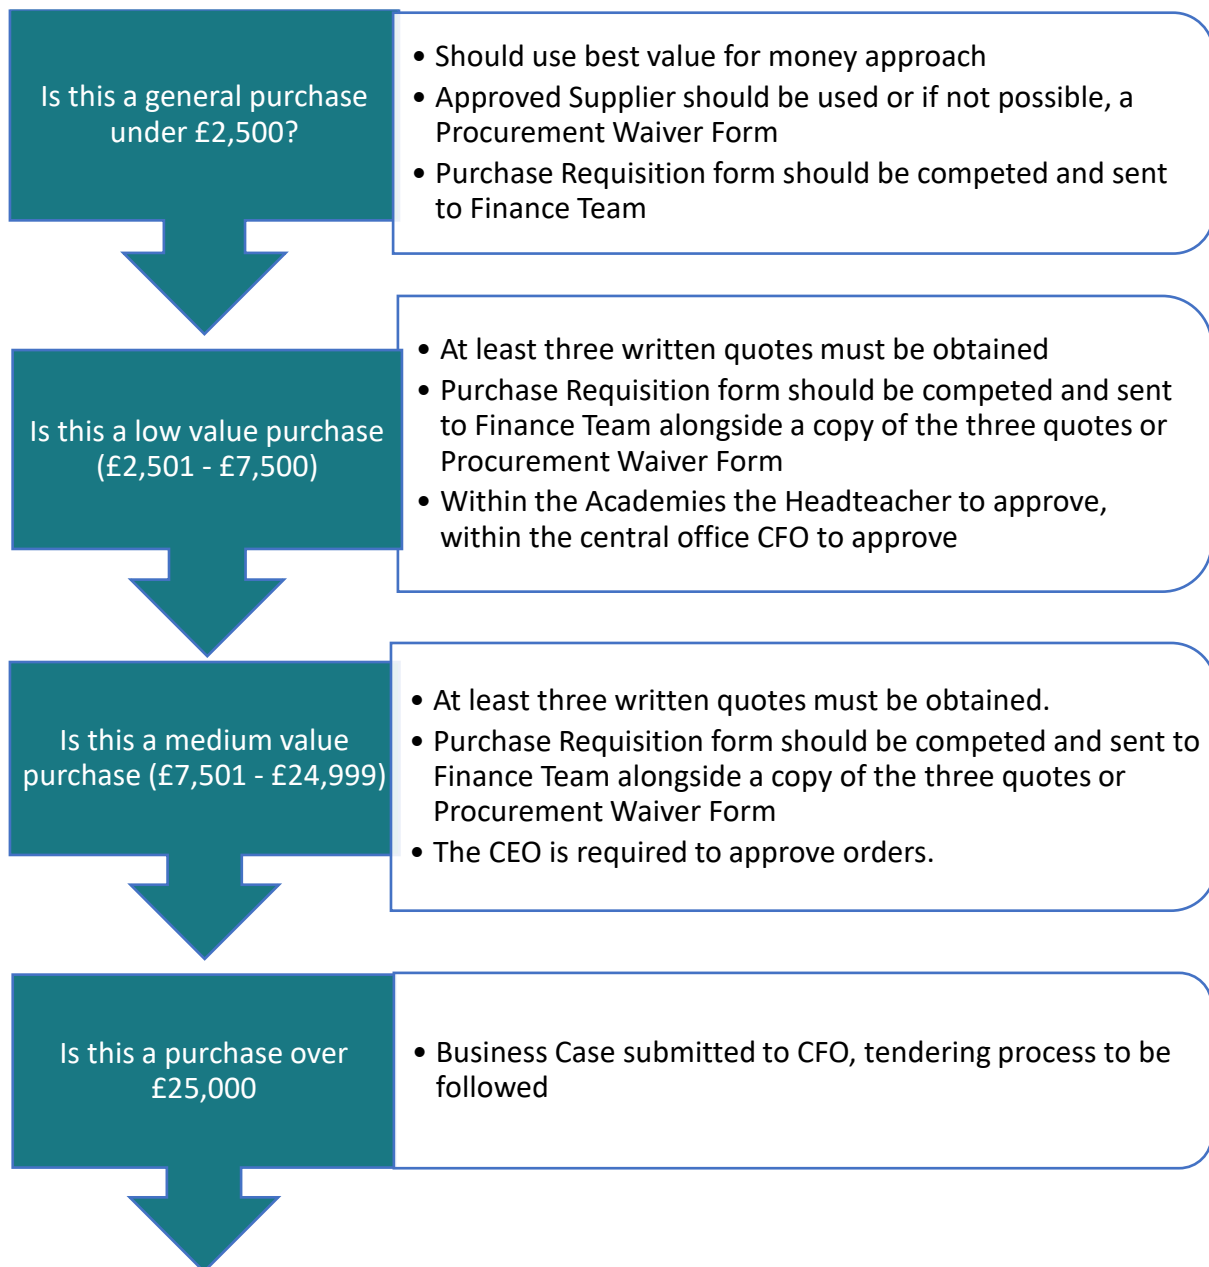 Is this a general purchase
under £2,500?
• Should use best value for money approach
• Approved Supplier should be used or if not possible, a
Procurement Waiver Form
• Purchase Requisition form should be competed and sent
to Finance Team
Is this a low value purchase
(£2,501 - £7,500)
• At least three written quotes must be obtained
• Purchase Requisition form should be competed and sent
to Finance Team alongside a copy of the three quotes or
Procurement Waiver Form
• Within the Academies the Headteacher to approve,
within the central office CFO to approve
Is this a medium value
purchase (£7,501 - £24,999)
• At least three written quotes must be obtained.
• Purchase Requisition form should be competed and sent to
Finance Team alongside a copy of the three quotes or
Procurement Waiver Form
• The CEO is required to approve orders.
Is this a purchase over
£25,000
• Business Case submitted to CFO, tendering process to be
followed